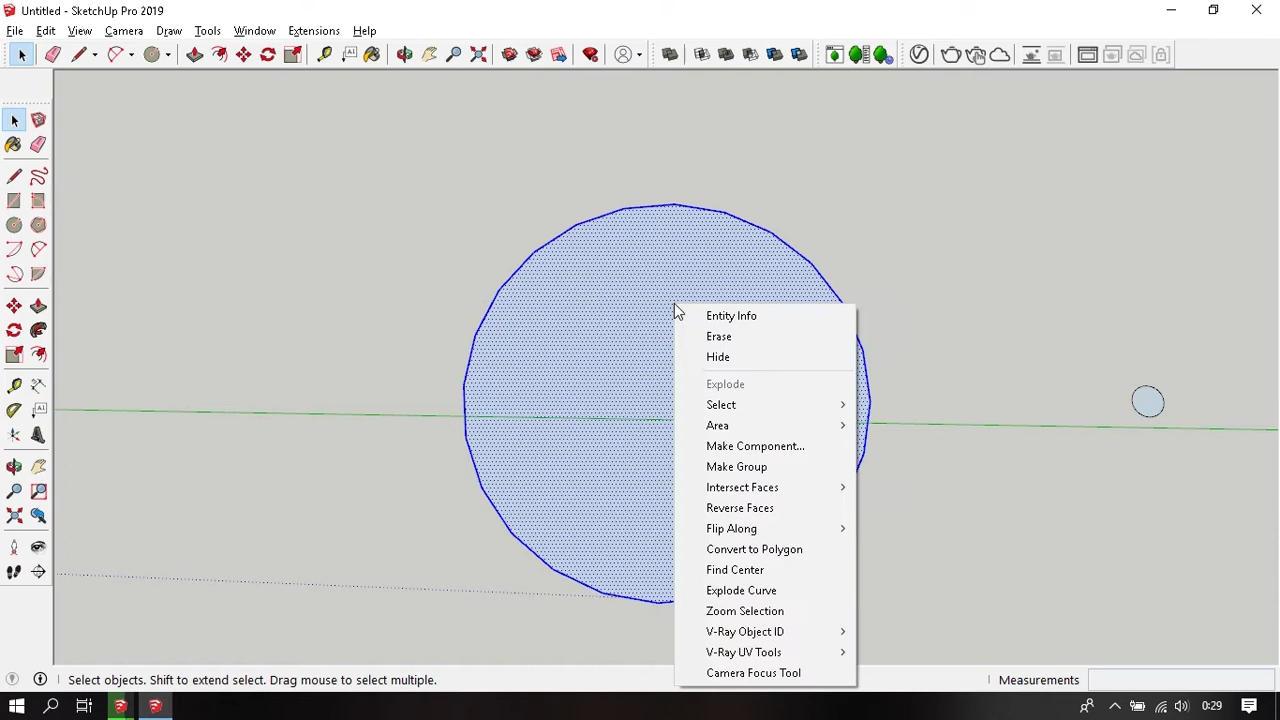 Untitled - SketchUp Pro 2019
File Edit View Camera Draw Tools Window Extensions Help
A1
A1
Entity Info
Erase
Hide
Explode
Select
Area
Make Component...
Make Group
Intersect Faces
Reverse Faces
Flip Along
Convert to Polygon
Find Center
Explode Curve
Zoom Selection
V-Ray Object ID
V-Ray UV Tools
Camera Focus Tool
Select objects. Shift to extend select. Drag mouse to select multiple.
Measurements
0:29